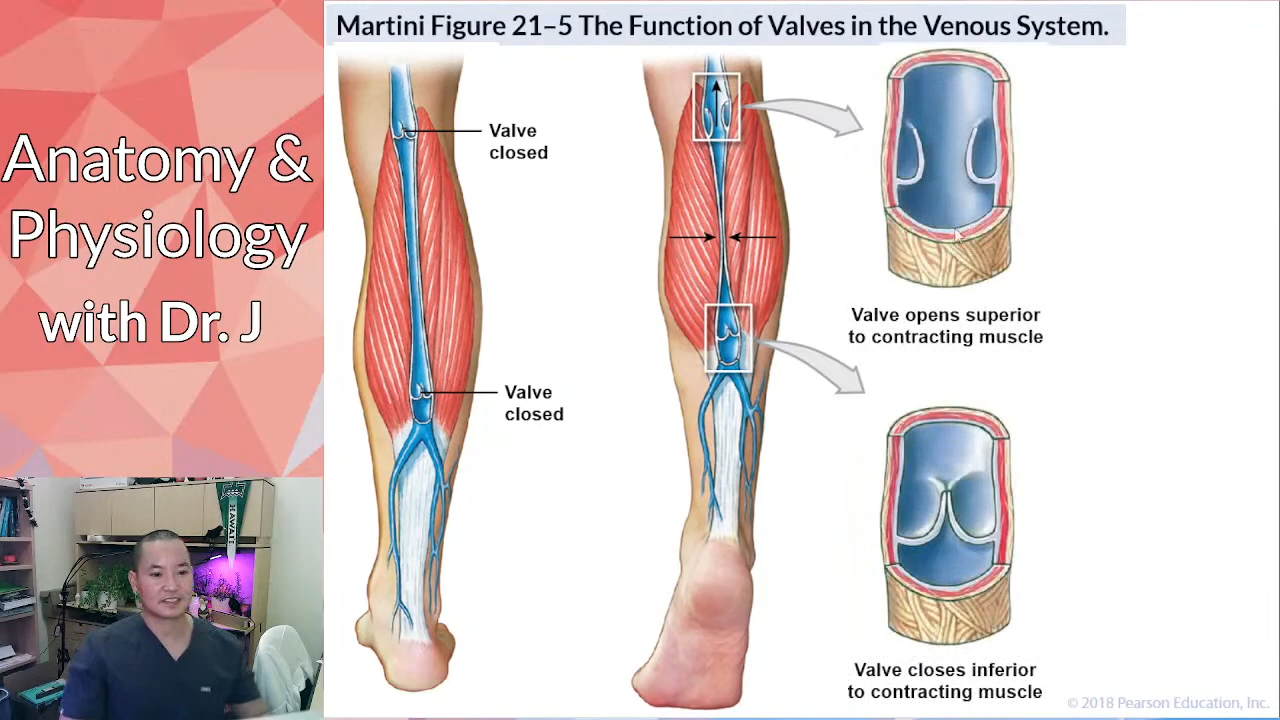 Martini Figure 21–5 The Function of Valves in the Venous System.
Anatomy &
Physiology
with Dr. J
Valve
closed
Valve
closed
Valve opens superior
to contracting muscle
Valve closes inferior
to contracting muscle
HAWAI'I
© 2018 Pearson Education, Inc.